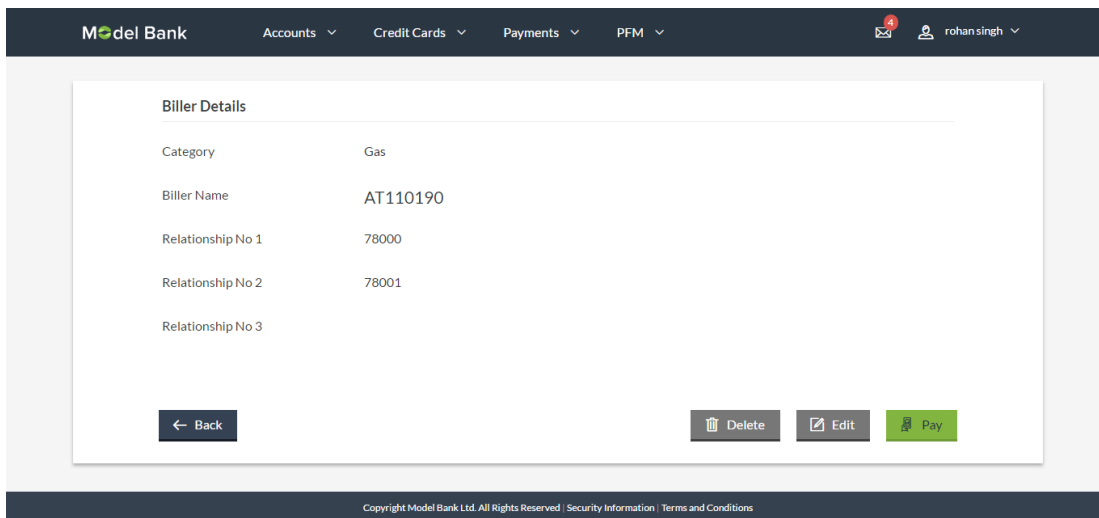 Model Bank Accounts Credit Cards Payments PFM 4 rohan singh
Biller Details
Category Gas
Biller Name AT110190
Relationship No 1 78000
Relationship No 2 78001
Relationship No 3
Back Delete Edit Pay
Copyright Model Bank Ltd. All Rights Reserved | Security Information | Terms and Conditions